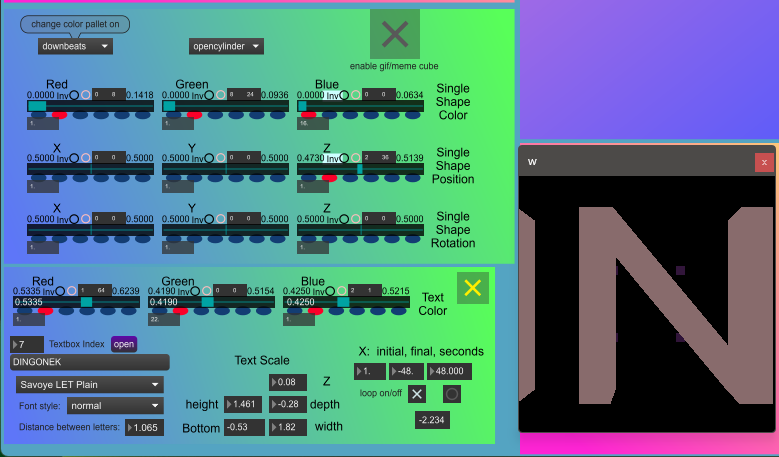 change color pallet on
downbeats opencylinder
enable gif/meme cube
Red Green Blue
0.0000 Inv 0 8 0.1418 0.0000 Inv 8 24 0.0936 0.0000 Inv 0 0 0.0634
Single Shape Color
1. 1. 16.
X Y Z
0.5000 Inv 0 0 0.5000 0.5000 Inv 0 0 0.5000 0.4730 Inv 2 36 0.5139
Single Shape Position
1. 1. 1.
X Y Z
0.5000 Inv 0 0 0.5000 0.5000 Inv 0 0 0.5000 0.5000 Inv 0 0 0.5000
Single Shape Rotation
1. 1. 1.
Red Green Blue
0.5335 Inv 1 64 0.6239 0.4190 Inv 0 0 0.5154 0.4250 Inv 2 1 0.5215
0.5335 0.4190 0.4250
Text Color
1. 22. 1.
7 Textbox Index open
DINGONEK
Savoye LET Plain
Font style: normal
Distance between letters: 1.065
Text Scale
0.08 Z
height 1.461 -0.28 depth
Bottom -0.53 1.82 width
X: initial, final, seconds
1. -48. 48.000
loop on/off
-2.234
w x
N